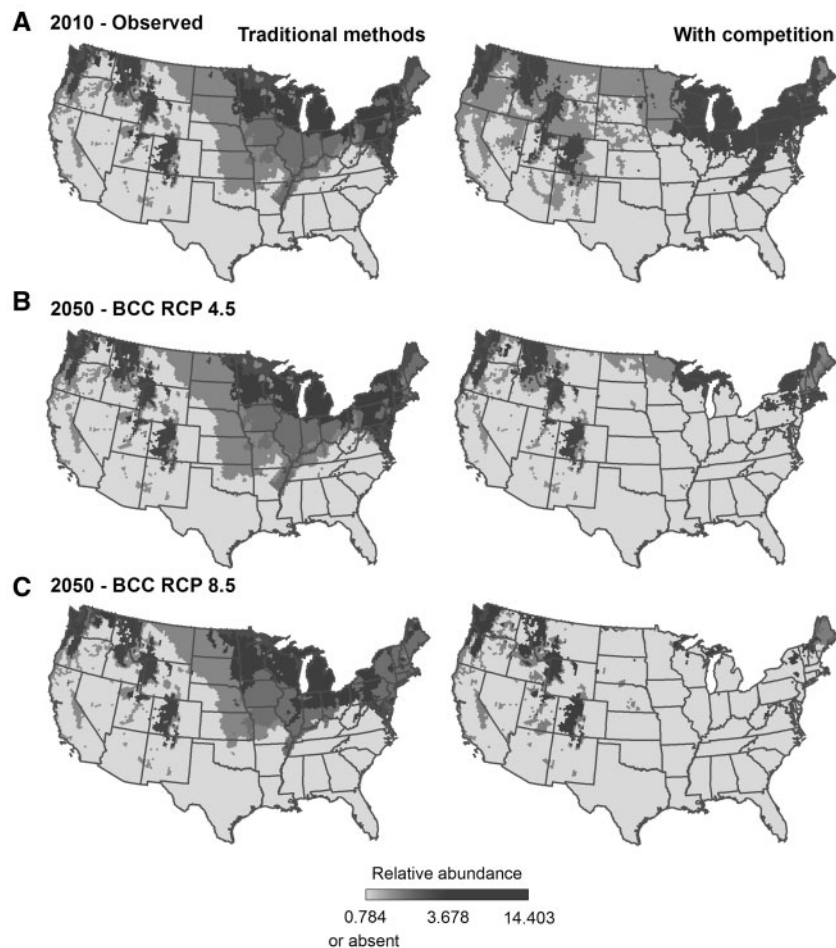 A 2010 - Observed
Traditional methods
With competition
B 2050 - BCC RCP 4.5
C 2050 - BCC RCP 8.5
Relative abundance
0.784 3.678 14.403
or absent